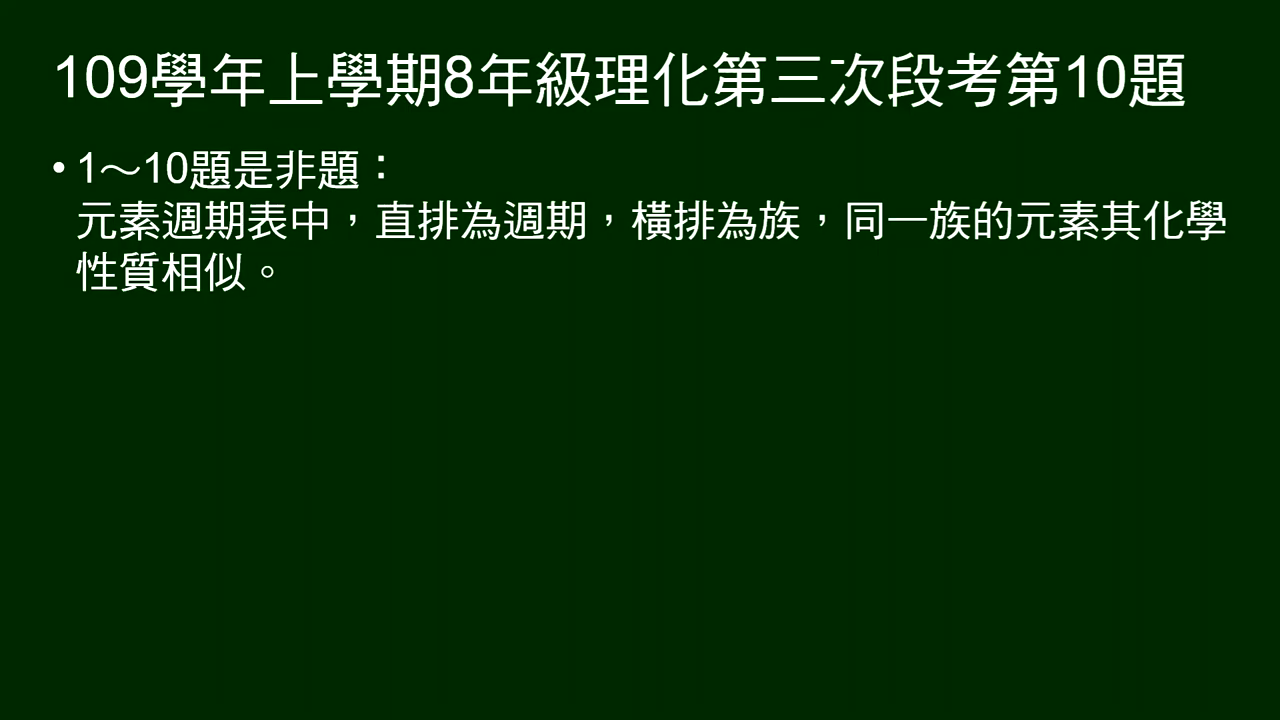 109學年上學期8年級理化第三次段考第10題
• 1～10題是非題：
元素週期表中，直排為週期，橫排為族，同一族的元素其化學
性質相似。